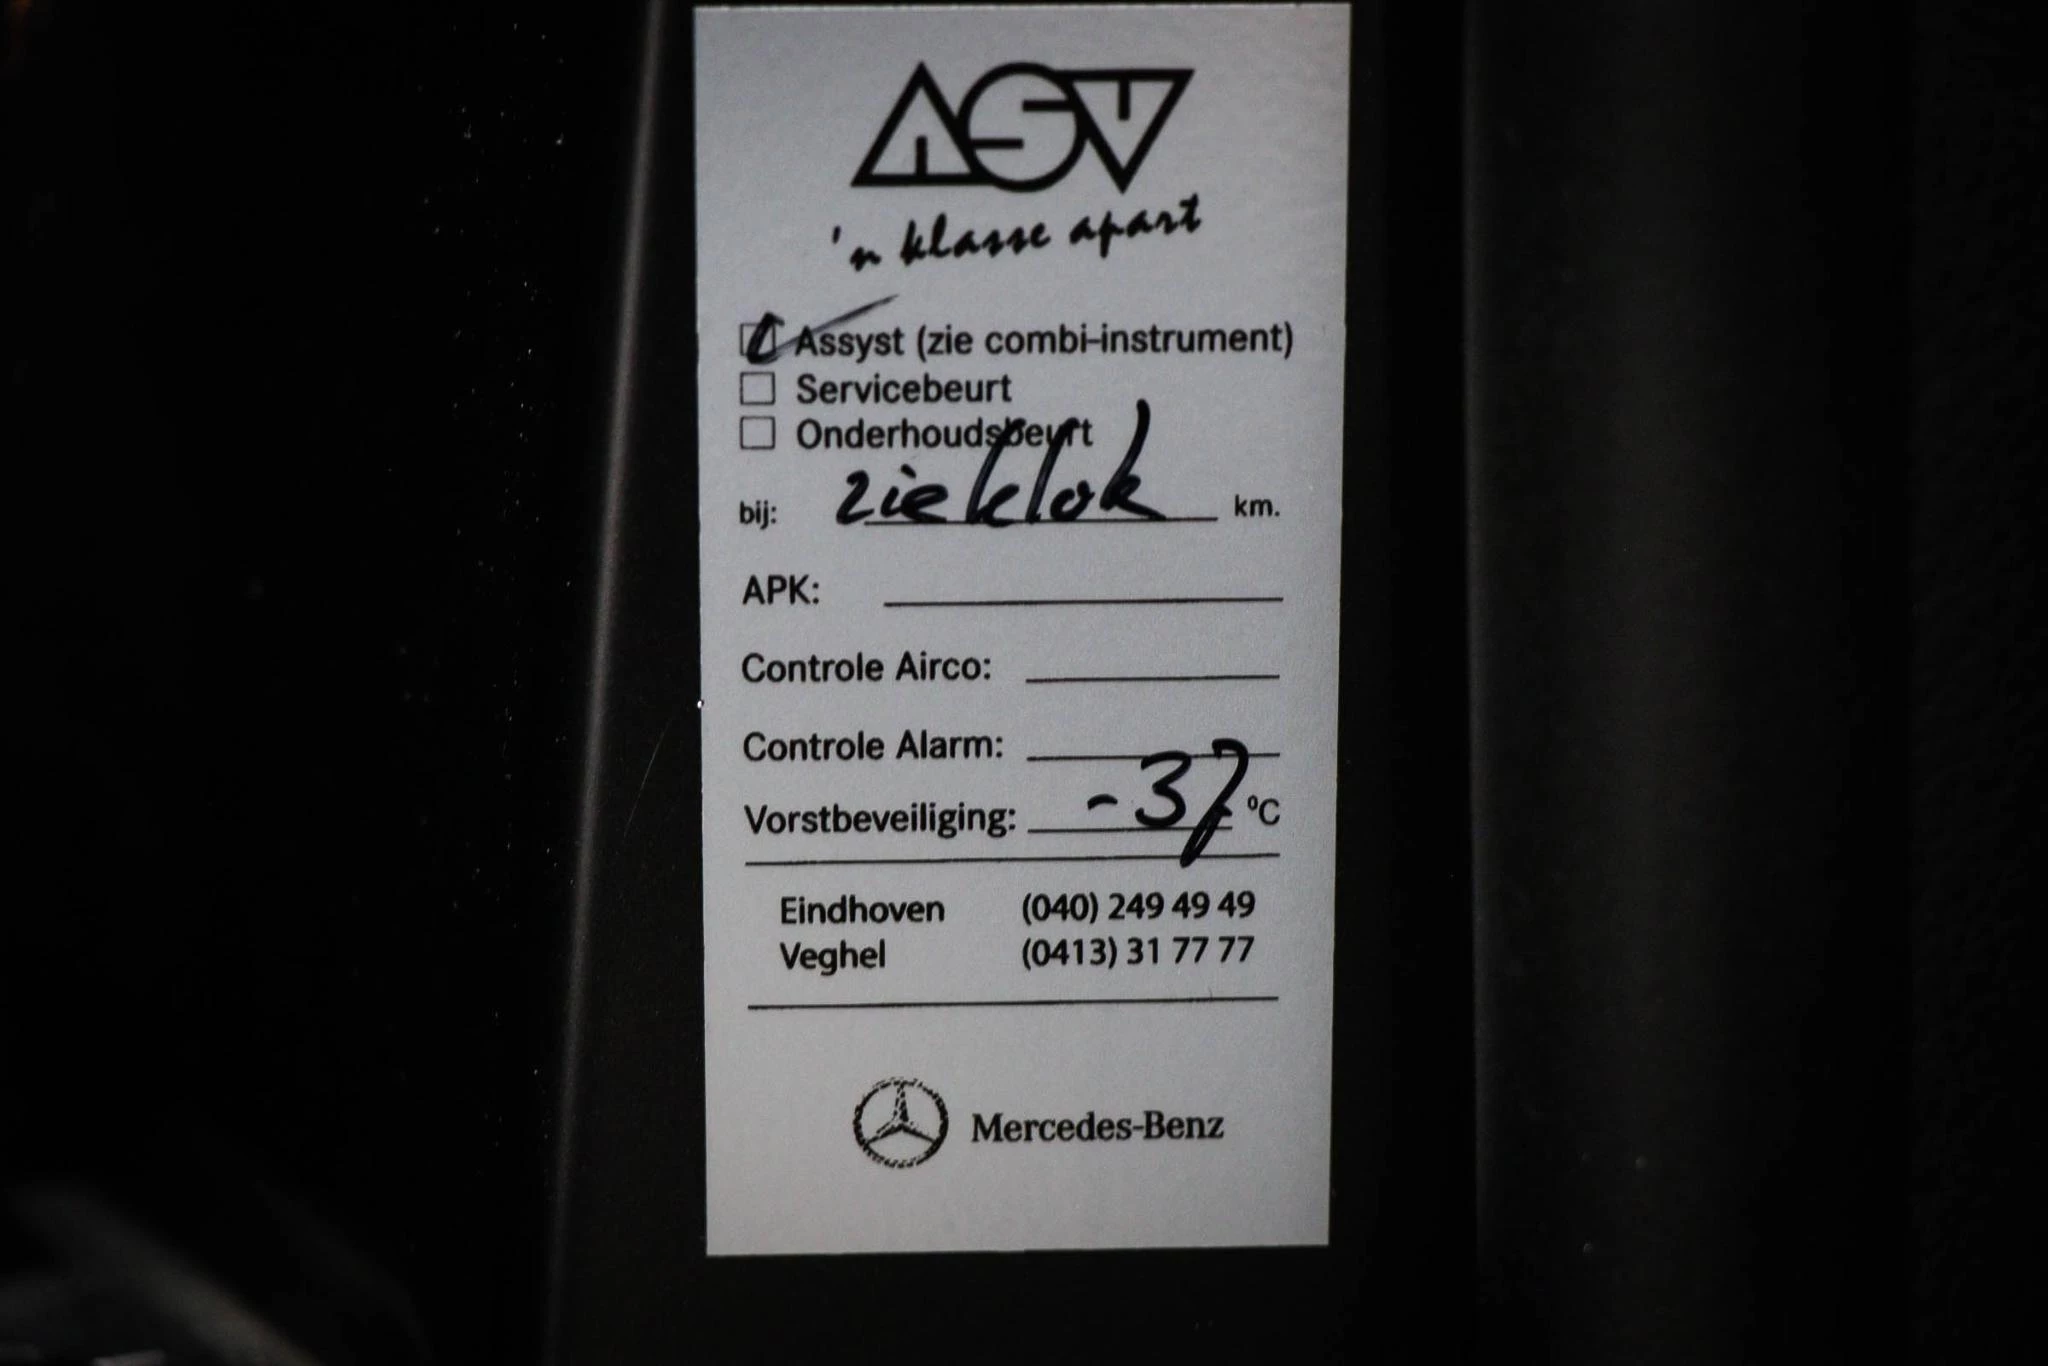 ASV
'n klasse apart
Assyst (zie combi-instrument)
Servicebeurt
Onderhoudsbeurt
bij: zie klok km.
APK:
Controle Airco:
Controle Alarm:
Vorstbeveiliging: -37 °C
Eindhoven (040) 249 49 49
Veghel (0413) 31 77 77
Mercedes-Benz